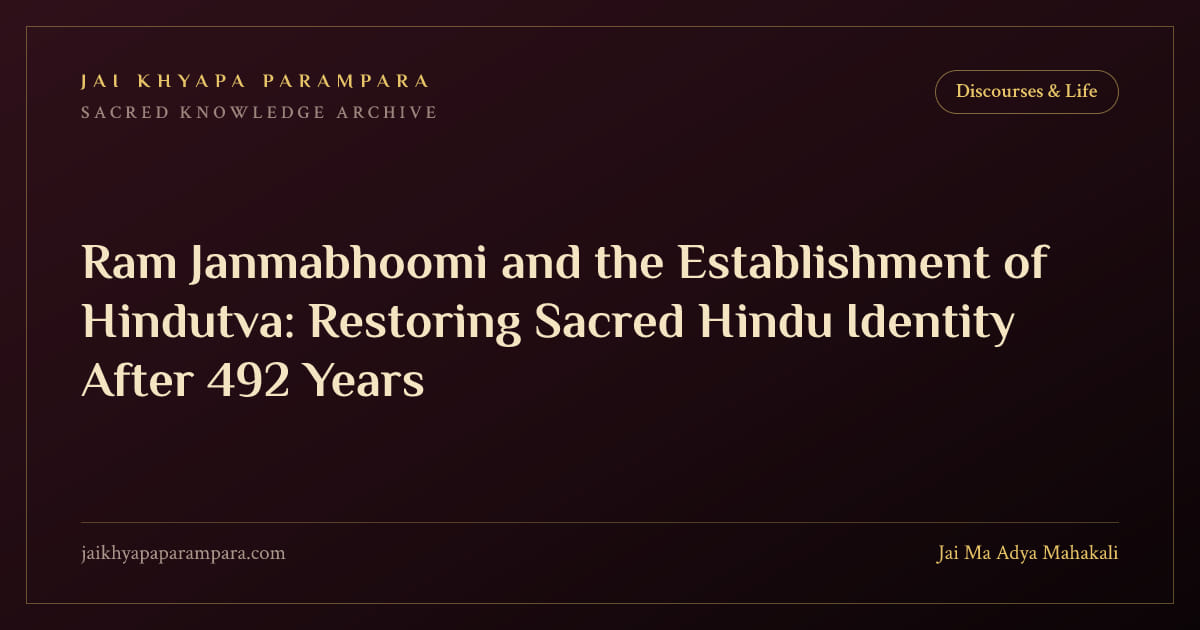 JAI KHYAPA PARAMPARA
SACRED KNOWLEDGE ARCHIVE
Discourses & Life
Ram Janmabhoomi and the Establishment of
Hindutva: Restoring Sacred Hindu Identity
After 492 Years
jaikhyapaparampara.com
Jai Ma Adya Mahakali